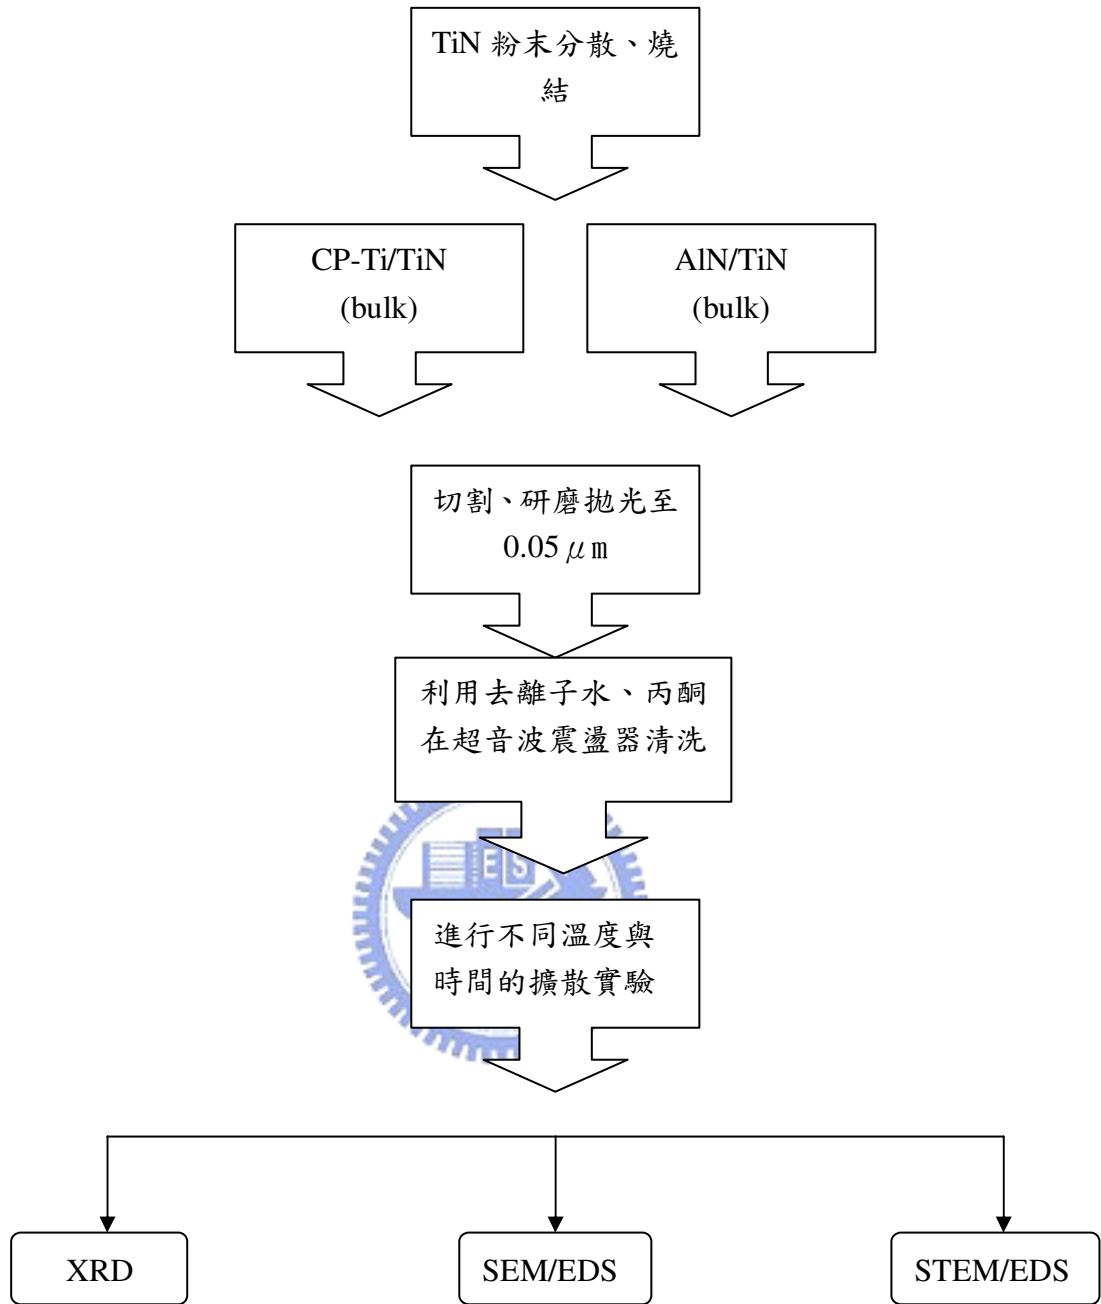 TiN 粉末分散、燒
結
CP-Ti/TiN
(bulk)
AlN/TiN
(bulk)
切割、研磨拋光至
0.05μm
利用去離子水、丙酮
在超音波震盪器清洗
ES
進行不同溫度與
時間的擴散實驗
XRD
SEM/EDS
STEM/EDS